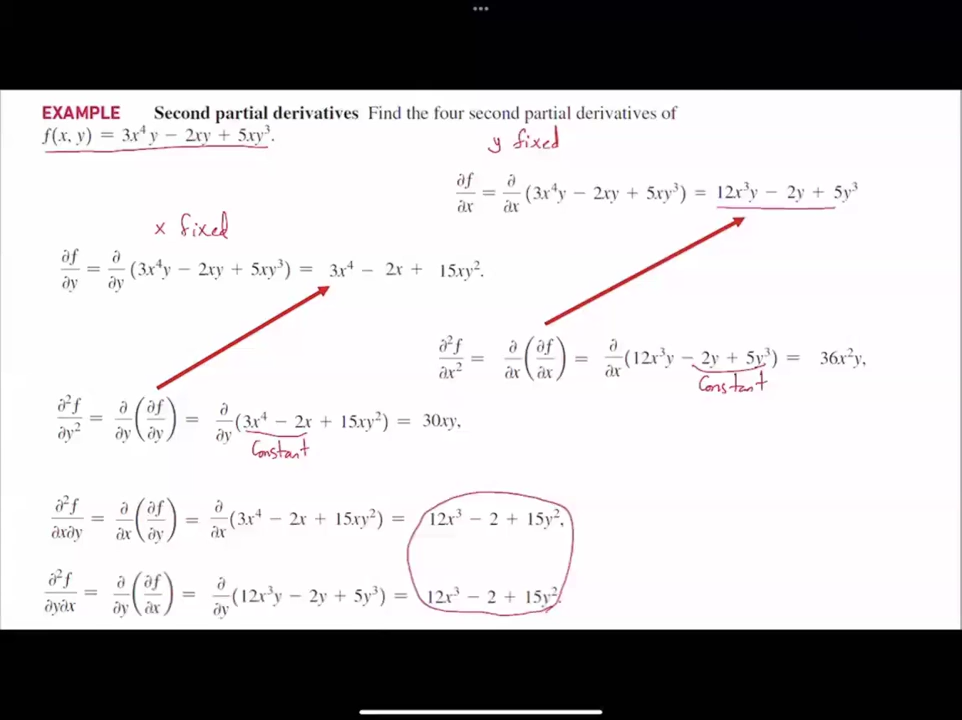 EXAMPLE Second partial derivatives Find the four second partial derivatives of
f(x, y) = 3x⁴y − 2xy + 5xy³.
y fixed
∂f/∂x = ∂/∂x (3x⁴y − 2xy + 5xy³) = 12x³y − 2y + 5y³
x fixed
∂f/∂y = ∂/∂y (3x⁴y − 2xy + 5xy³) = 3x⁴ − 2x + 15xy².
∂²f/∂x² = ∂/∂x (∂f/∂x) = ∂/∂x (12x³y − 2y + 5y³) = 36x²y,
Constant
∂²f/∂y² = ∂/∂y (∂f/∂y) = ∂/∂y (3x⁴ − 2x + 15xy²) = 30xy,
Constant
∂²f/∂x∂y = ∂/∂x (∂f/∂y) = ∂/∂x (3x⁴ − 2x + 15xy²) = 12x³ − 2 + 15y²,
∂²f/∂y∂x = ∂/∂y (∂f/∂x) = ∂/∂y (12x³y − 2y + 5y³) = 12x³ − 2 + 15y².